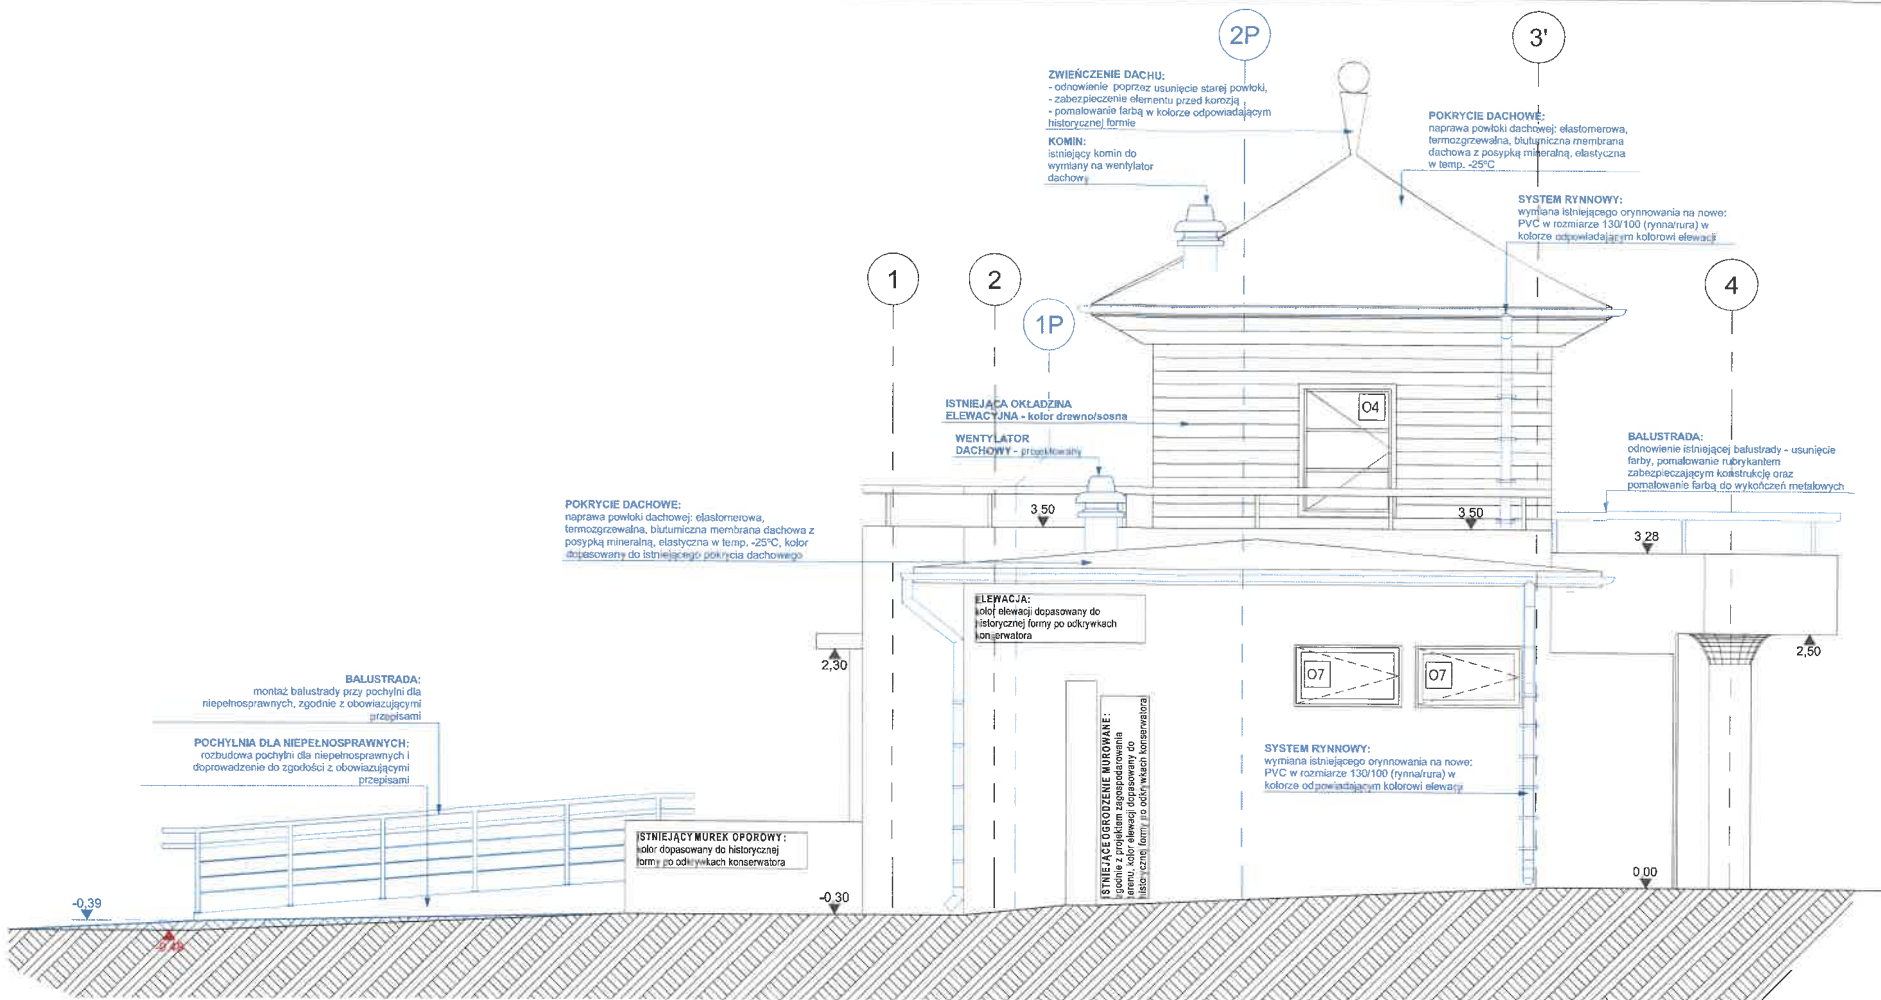 2P
3'
ZWIEŃCZENIE DACHU:
- odnowienie poprzez usunięcie starej powłoki,
- zabezpieczenie elementu przed korozją
- pomalowanie farbą w kolorze odpowiadającym
historycznej formie
KOMIN:
istniejący komin do
wymiany na wentylator
dachowy
POKRYCIE DACHOWE:
naprawa powłoki dachowej: elastomerowa,
termozgrzewalna, biutumiczna membrana
dachowa z posypką mineralną, elastyczna
w temp. -25°C
SYSTEM RYNNOWY:
wymiana istniejącego orynnowania na nowe:
PVC w rozmiarze 130/100 (rynna/rura) w
kolorze odpowiadającym kolorowi elewacji
1
2
1P
4
ISTNIEJĄCA OKŁADZINA
ELEWACYJNA - kolor drewno/sosna
O4
WENTYLATOR
DACHOWY - projektowany
BALUSTRADA:
odnowienie istniejącej balustrady - usunięcie
farby, pomalowanie rubrykantem
zabezpieczającym konstrukcję oraz
pomalowanie farbą do wykończeń metalowych
POKRYCIE DACHOWE:
naprawa powłoki dachowej: elastomerowa,
termozgrzewalna, biutumiczna membrana dachowa z
posypką mineralną, elastyczna w temp. -25°C, kolor
dopasowany do istniejącego pokrycia dachowego
3 50
3 50
3 28
ELEWACJA:
kolor elewacji dopasowany do
historycznej formy po odkrywkach
konserwatora
2,30
2,50
O7
O7
BALUSTRADA:
montaż balustrady przy pochylni dla
niepełnosprawnych, zgodnie z obowiązującymi
przepisami
POCHYLNIA DLA NIEPEŁNOSPRAWNYCH:
rozbudowa pochylni dla niepełnosprawnych i
doprowadzenie do zgodości z obowiązującymi
przepisami
ISTNIEJĄCE OGRODZENIE MUROWANE:
zgodnie z projektem zagospodarowania
terenu, kolor elewacji dopasowany do
historycznej formy po odkrywkach konserwatora
SYSTEM RYNNOWY:
wymiana istniejącego orynnowania na nowe:
PVC w rozmiarze 130/100 (rynna/rura) w
kolorze odpowiadającym kolorowi elewacji
ISTNIEJĄCY MUREK OPOROWY:
kolor dopasowany do historycznej
formy po odkrywkach konserwatora
0 00
-0,39
-0,30